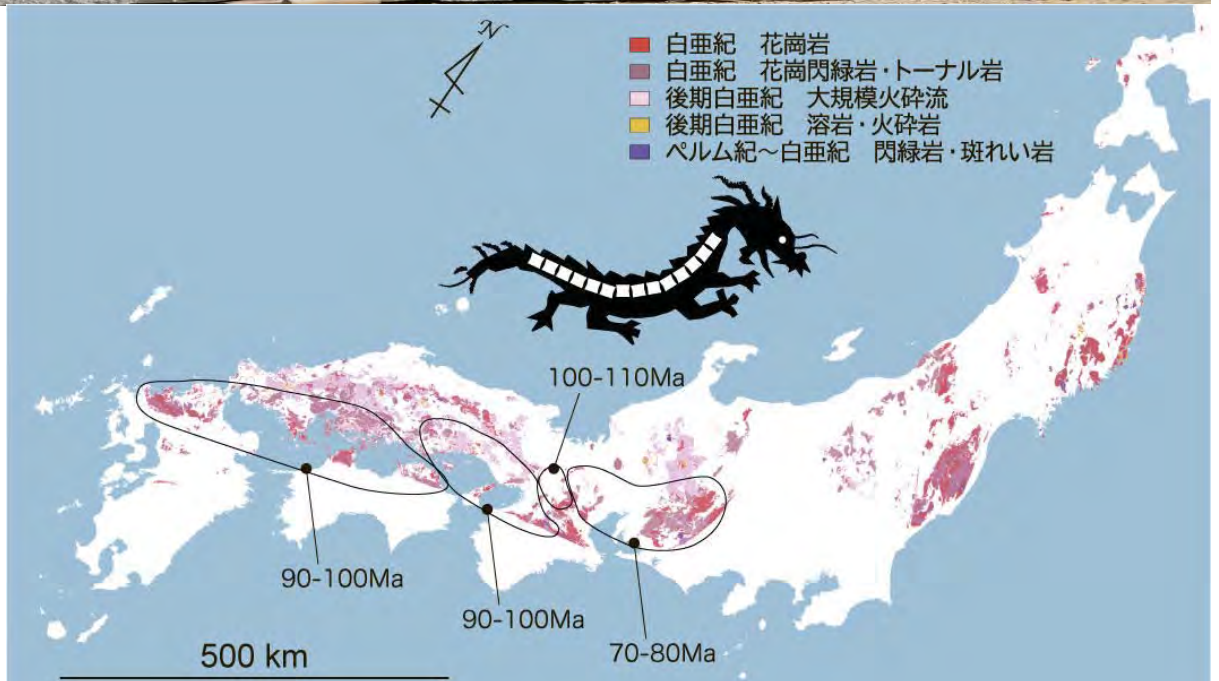 N
白亜紀　花崗岩
白亜紀　花崗閃緑岩・トーナル岩
後期白亜紀　大規模火砕流
後期白亜紀　溶岩・火砕岩
ペルム紀～白亜紀　閃緑岩・斑れい岩
100-110Ma
90-100Ma
90-100Ma
70-80Ma
500 km